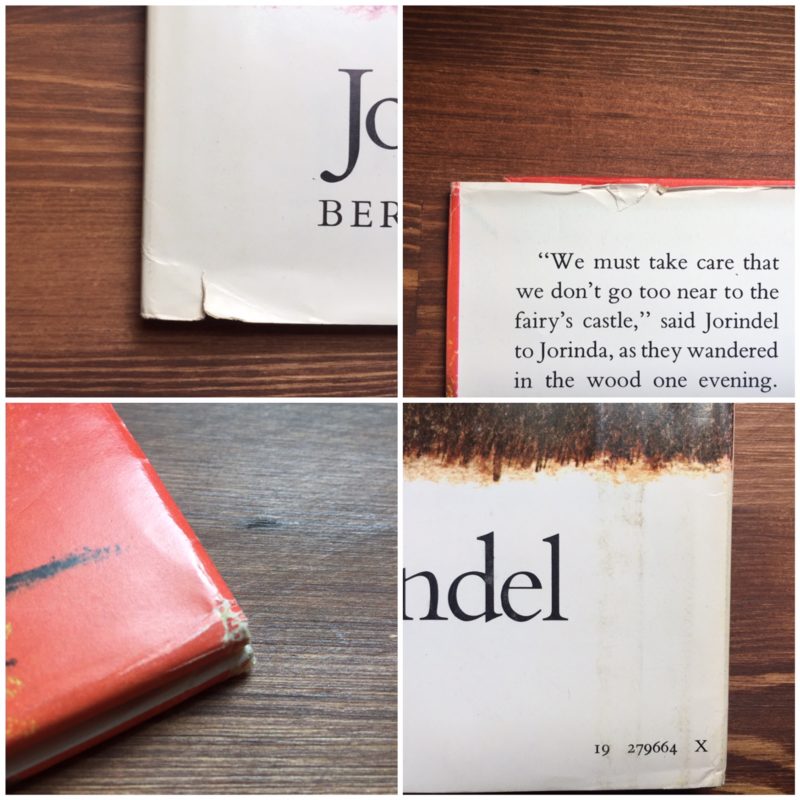 Jo
BER
“We must take care that
we don’t go too near to the
fairy’s castle,” said Jorindel
to Jorinda, as they wandered
in the wood one evening.
ndel
19 279664 X